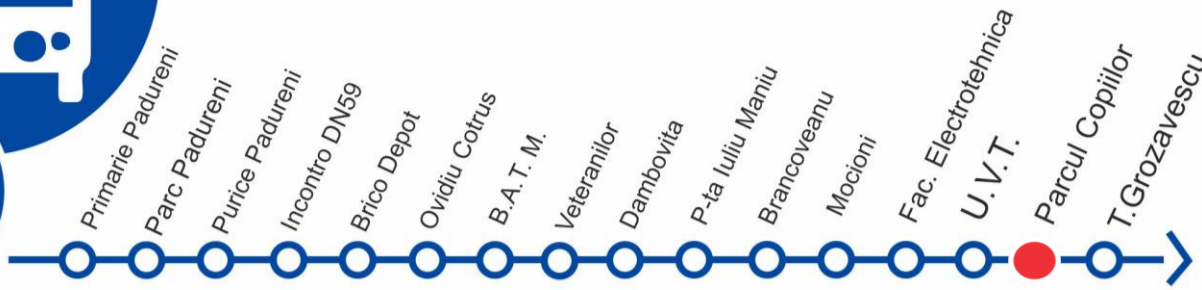 Primarie Padureni
Parc Padureni
Purice Padureni
Incontro DN59
Brico Depot
Ovidiu Cotrus
B.A.T. M.
Veteranilor
Dambovita
P-ta Iuliu Maniu
Brancoveanu
Mocioni
Fac. Electrotehnica
U.V.T.
Parcul Copiilor
T.Grozavescu